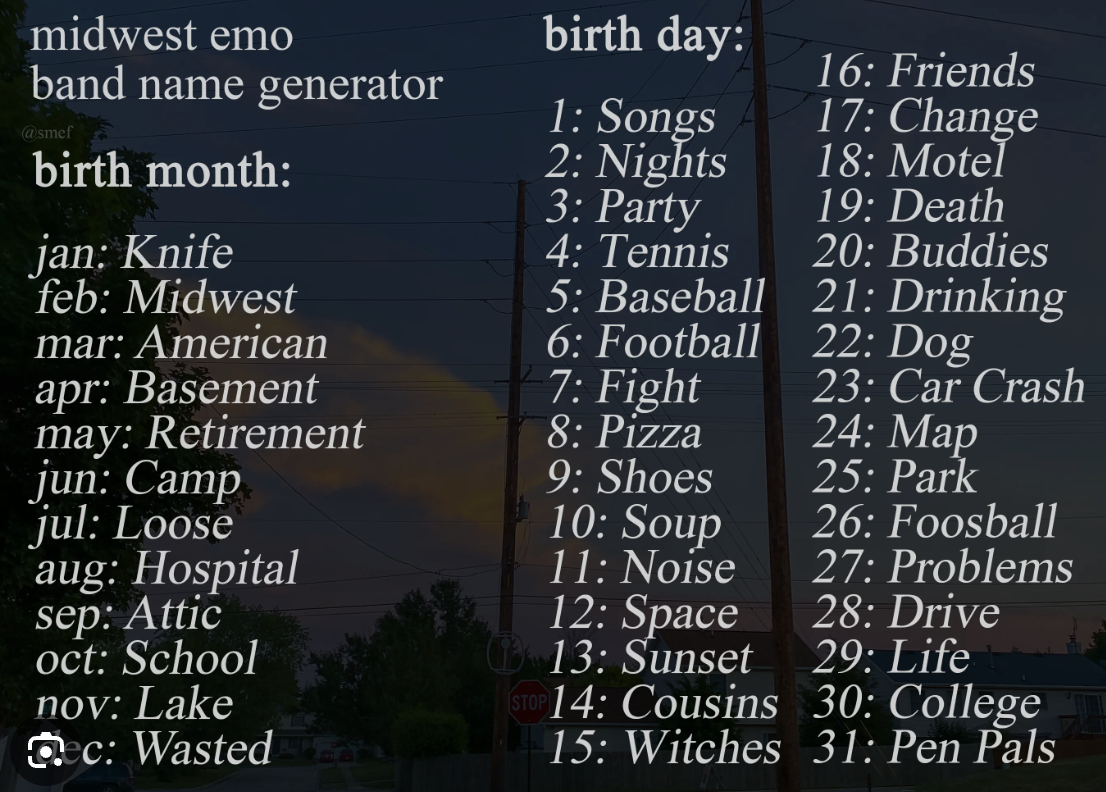 midwest emo
band name generator
@smcf
birth month:
jan: Knife
feb: Midwest
mar: American
apr: Basement
may: Retirement
jun: Camp
jul: Loose
aug: Hospital
sep: Attic
oct: School
nov: Lake
dec: Wasted
birth day:
1: Songs
2: Nights
3: Party
4: Tennis
5: Baseball
6: Football
7: Fight
8: Pizza
9: Shoes
10: Soup
11: Noise
12: Space
13: Sunset
14: Cousins
15: Witches
16: Friends
17: Change
18: Motel
19: Death
20: Buddies
21: Drinking
22: Dog
23: Car Crash
24: Map
25: Park
26: Foosball
27: Problems
28: Drive
29: Life
30: College
31: Pen Pals
STOP